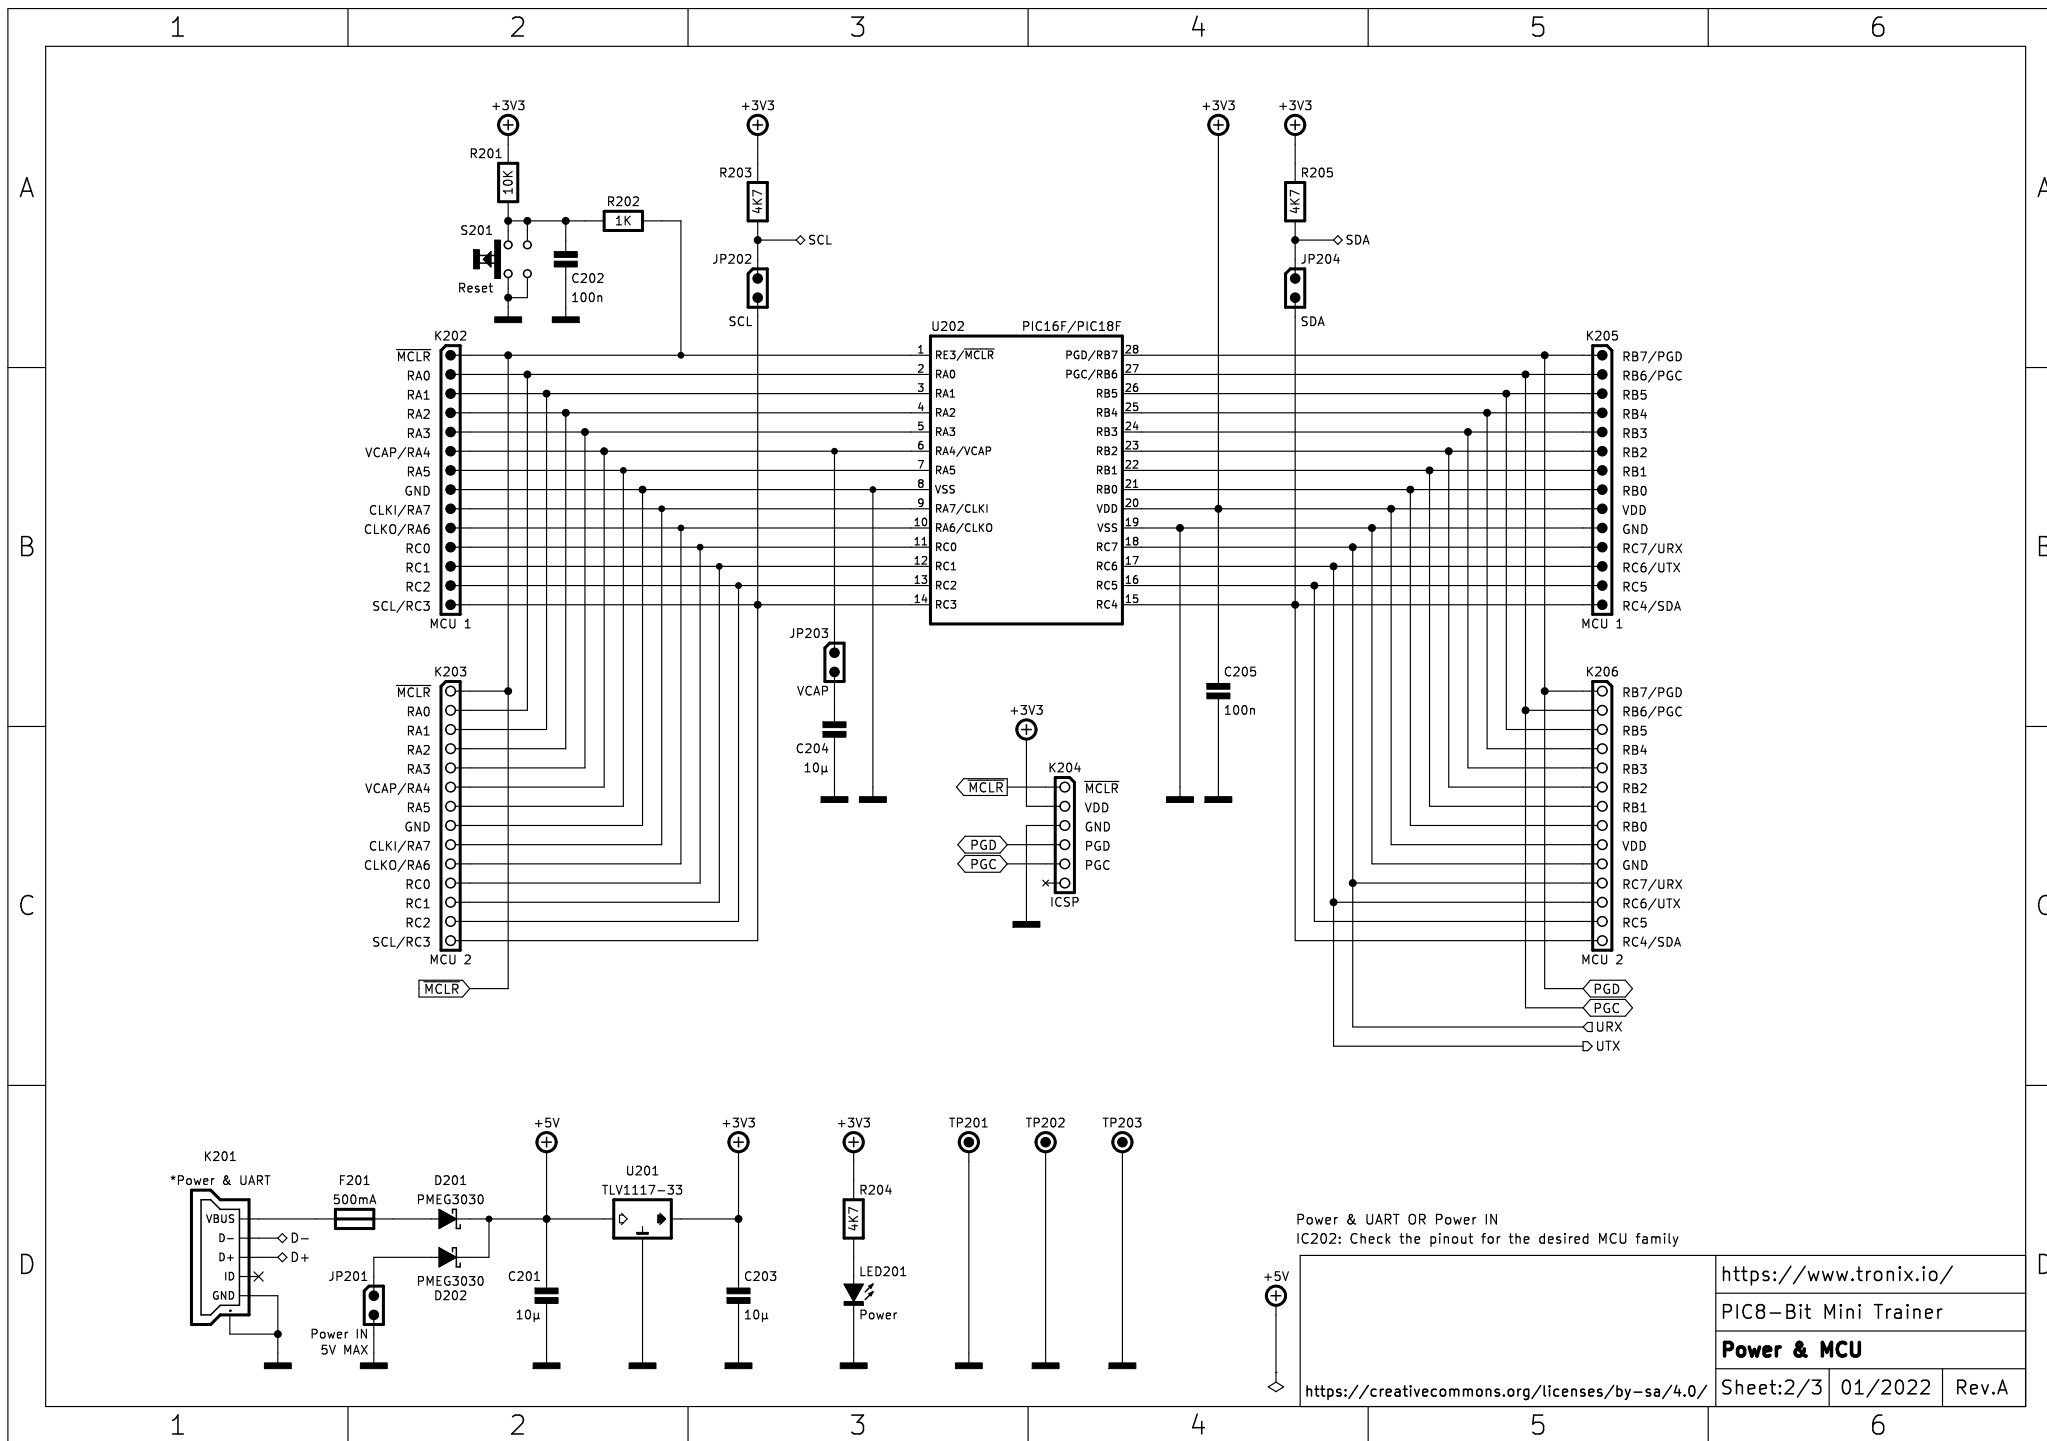 1 2 3 4 5 6
A A
B B
C C
D D
+3V3 +3V3 +3V3 +3V3
R201
10K
R202
1K
S201
Reset
C202
100n
R203
4K7
SCL
JP202
SCL
R205
4K7
SDA
JP204
SDA
K202
MCLR
RA0
RA1
RA2
RA3
VCAP/RA4
RA5
GND
CLKI/RA7
CLKO/RA6
RC0
RC1
RC2
SCL/RC3
MCU 1
U202 PIC16F/PIC18F
1 RE3/MCLR PGD/RB7 28
2 RA0 PGC/RB6 27
3 RA1 RB5 26
4 RA2 RB4 25
5 RA3 RB3 24
6 RA4/VCAP RB2 23
7 RA5 RB1 22
8 VSS RB0 21
9 RA7/CLKI VDD 20
10 RA6/CLKO VSS 19
11 RC0 RC7 18
12 RC1 RC6 17
13 RC2 RC5 16
14 RC3 RC4 15
K205
RB7/PGD
RB6/PGC
RB5
RB4
RB3
RB2
RB1
RB0
VDD
GND
RC7/URX
RC6/UTX
RC5
RC4/SDA
MCU 1
K203
MCLR
RA0
RA1
RA2
RA3
VCAP/RA4
RA5
GND
CLKI/RA7
CLKO/RA6
RC0
RC1
RC2
SCL/RC3
MCU 2
MCLR
JP203
VCAP
C204
10µ
+3V3
K204
MCLR MCLR
VDD
GND
PGD PGD
PGC PGC
ICSP
C205
100n
K206
RB7/PGD
RB6/PGC
RB5
RB4
RB3
RB2
RB1
RB0
VDD
GND
RC7/URX
RC6/UTX
RC5
RC4/SDA
MCU 2
PGD
PGC
URX
UTX
K201
*Power & UART
VBUS
D- D-
D+ D+
ID
GND
F201
500mA
D201
PMEG3030
PMEG3030
D202
JP201
Power IN
5V MAX
+5V
C201
10µ
U201
TLV1117-33
+3V3
C203
10µ
+3V3
R204
4K7
LED201
Power
TP201 TP202 TP203
Power & UART OR Power IN
IC202: Check the pinout for the desired MCU family
+5V
https://creativecommons.org/licenses/by-sa/4.0/
https://www.tronix.io/
PIC8-Bit Mini Trainer
Power & MCU
Sheet:2/3 01/2022 Rev.A
1 2 3 4 5 6